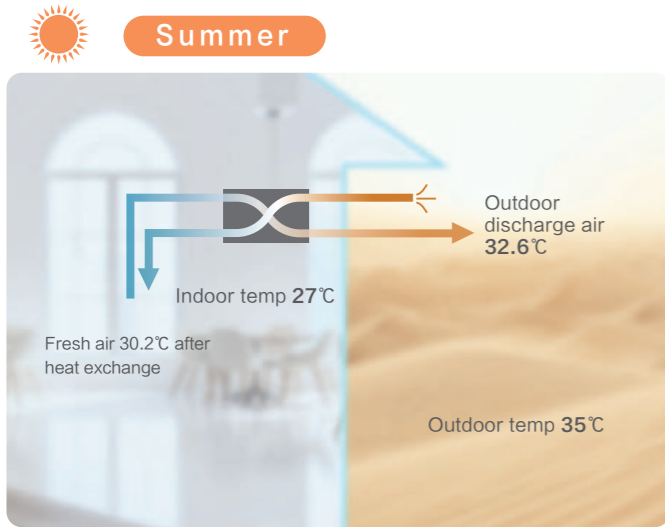 Summer
Outdoor
discharge air
32.6℃
Indoor temp 27℃
Fresh air 30.2℃ after
heat exchange
Outdoor temp 35℃